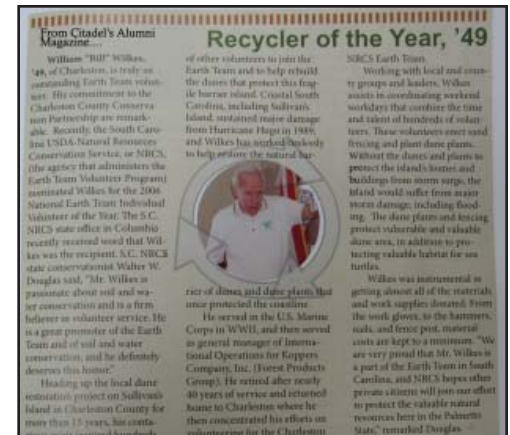 From Citadel's Alumni
Magazine....
Recycler of the Year, '49
William "Bill" Wilkes,
'49, of Charleston, is truly an
outstanding Earth Team volun-
teer. His commitment to the
Charleston County Conserva-
tion Partnership are remark-
able. Recently, the South Caro-
lina USDA-Natural Resources
Conservation Service, or NRCS,
(the agency that administers the
Earth Team Volunteer Program)
nominated Wilkes for the 2006
National Earth Team Individual
Volunteer of the Year. The S.C.
NRCS state office in Columbia
recently received word that Wil-
kes was the recipient. S.C. NRCS
state conservationist Walter W.
Douglas said, "Mr. Wilkes is
passionate about soil and wa-
ter conservation and is a firm
believer in volunteer service. He
is a great promoter of the Earth
Team and of soil and water
conservation, and he definitely
deserves this honor."
Heading up the local dune
restoration project on Sullivan's
Island in Charleston County for
more than 15 years, his conta-
hundreds
of other volunteers to join the
Earth Team and to help rebuild
the dunes that protect this frag-
ile barrier island. Coastal South
Carolina, including Sullivan's
Island, sustained major damage
from Hurricane Hugo in 1989,
and Wilkes has worked tirelessly
to help restore the natural bar-
rier of dunes and dune plants that
once protected the coastline.
He served in the U.S. Marine
Corps in WWII, and then served
as general manager of Interna-
tional Operations for Koppers
Company, Inc. (Forest Products
Group). He retired after nearly
40 years of service and returned
home to Charleston where he
then concentrated his efforts on
volunteering for the Charleston
NRCS Earth Team.
Working with local and coun-
ty groups and leaders, Wilkes
assists in coordinating weekend
workdays that combine the time
and talent of hundreds of volun-
teers. These volunteers erect sand
fencing and plant dune plants.
Without the dunes and plants to
protect the island's homes and
buildings from storm surge, the
island would suffer from major
storm damage, including flood-
ing. The dune plants and fencing
protect vulnerable and valuable
dune area, in addition to pro-
tecting valuable habitat for sea
turtles.
Wilkes was instrumental in
getting almost all of the materials
and work supplies donated. From
the work gloves, to the hammers,
nails, and fence post, material
costs are kept to a minimum. "We
are very proud that Mr. Wilkes is
a part of the Earth Team in South
Carolina, and NRCS hopes other
private citizens will join our effort
to protect the valuable natural
resources here in the Palmetto
State," remarked Douglas.